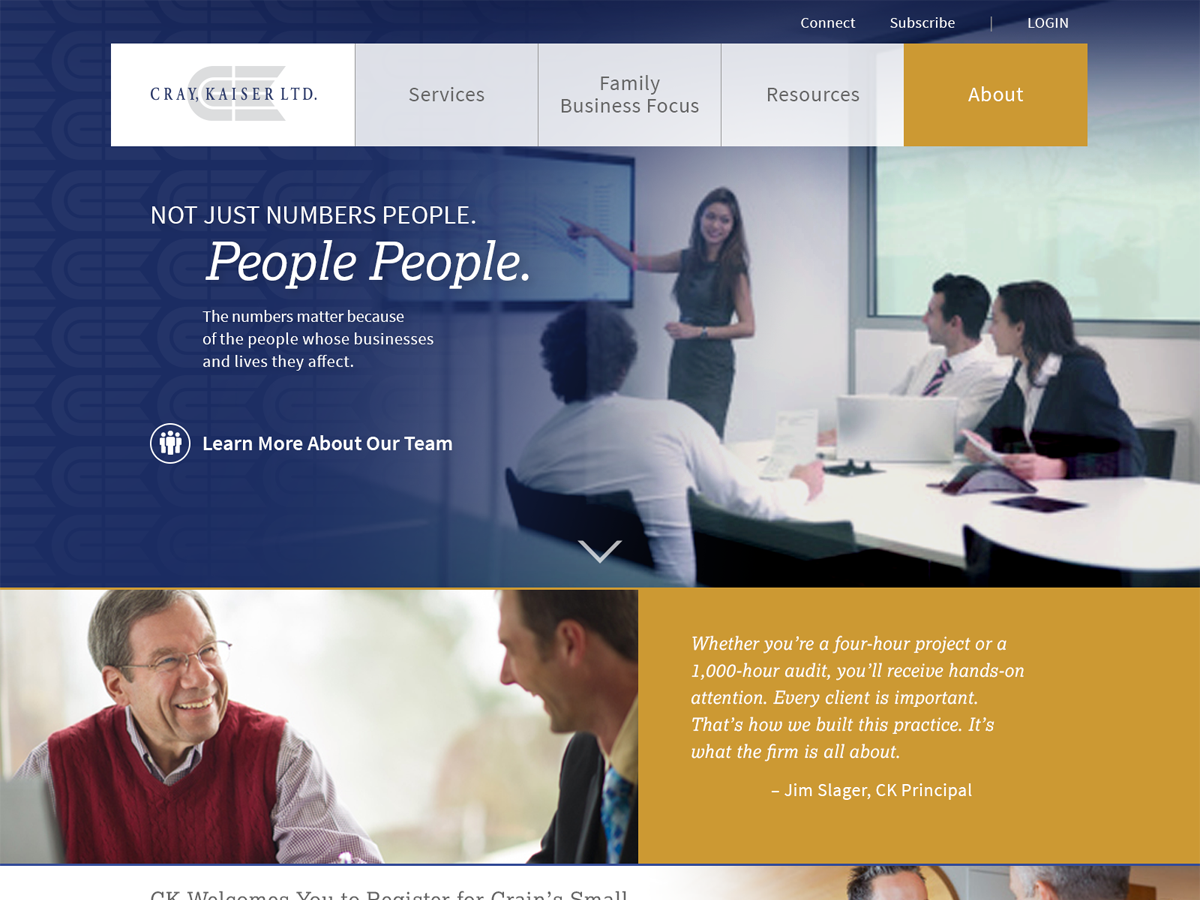 Connect Subscribe | LOGIN
CRAY, KAISER LTD.
Services
Family
Business Focus
Resources
About
NOT JUST NUMBERS PEOPLE.
People People.
The numbers matter because
of the people whose businesses
and lives they affect.
Learn More About Our Team
Whether you’re a four-hour project or a
1,000-hour audit, you’ll receive hands-on
attention. Every client is important.
That’s how we built this practice. It’s
what the firm is all about.
– Jim Slager, CK Principal
CK Welcomes You to Register for Crain’s Small